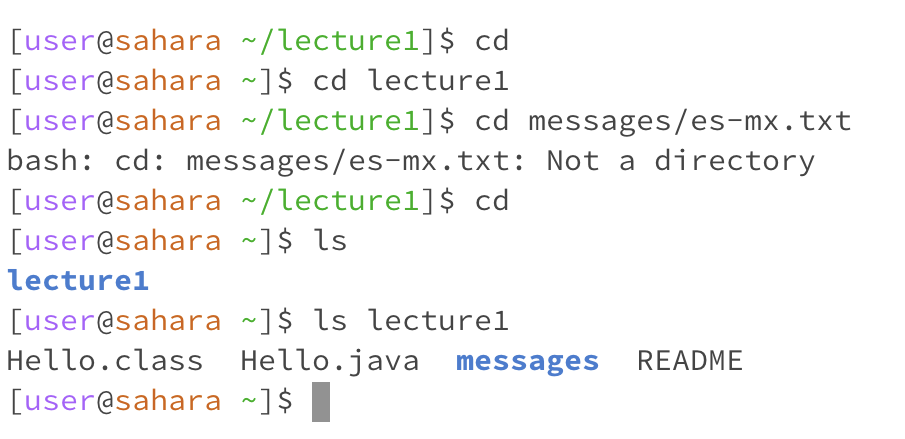 [user@sahara ~/lecture1]$ cd
[user@sahara ~]$ cd lecture1
[user@sahara ~/lecture1]$ cd messages/es-mx.txt
bash: cd: messages/es-mx.txt: Not a directory
[user@sahara ~/lecture1]$ cd
[user@sahara ~]$ ls
lecture1
[user@sahara ~]$ ls lecture1
Hello.class  Hello.java  messages  README
[user@sahara ~]$